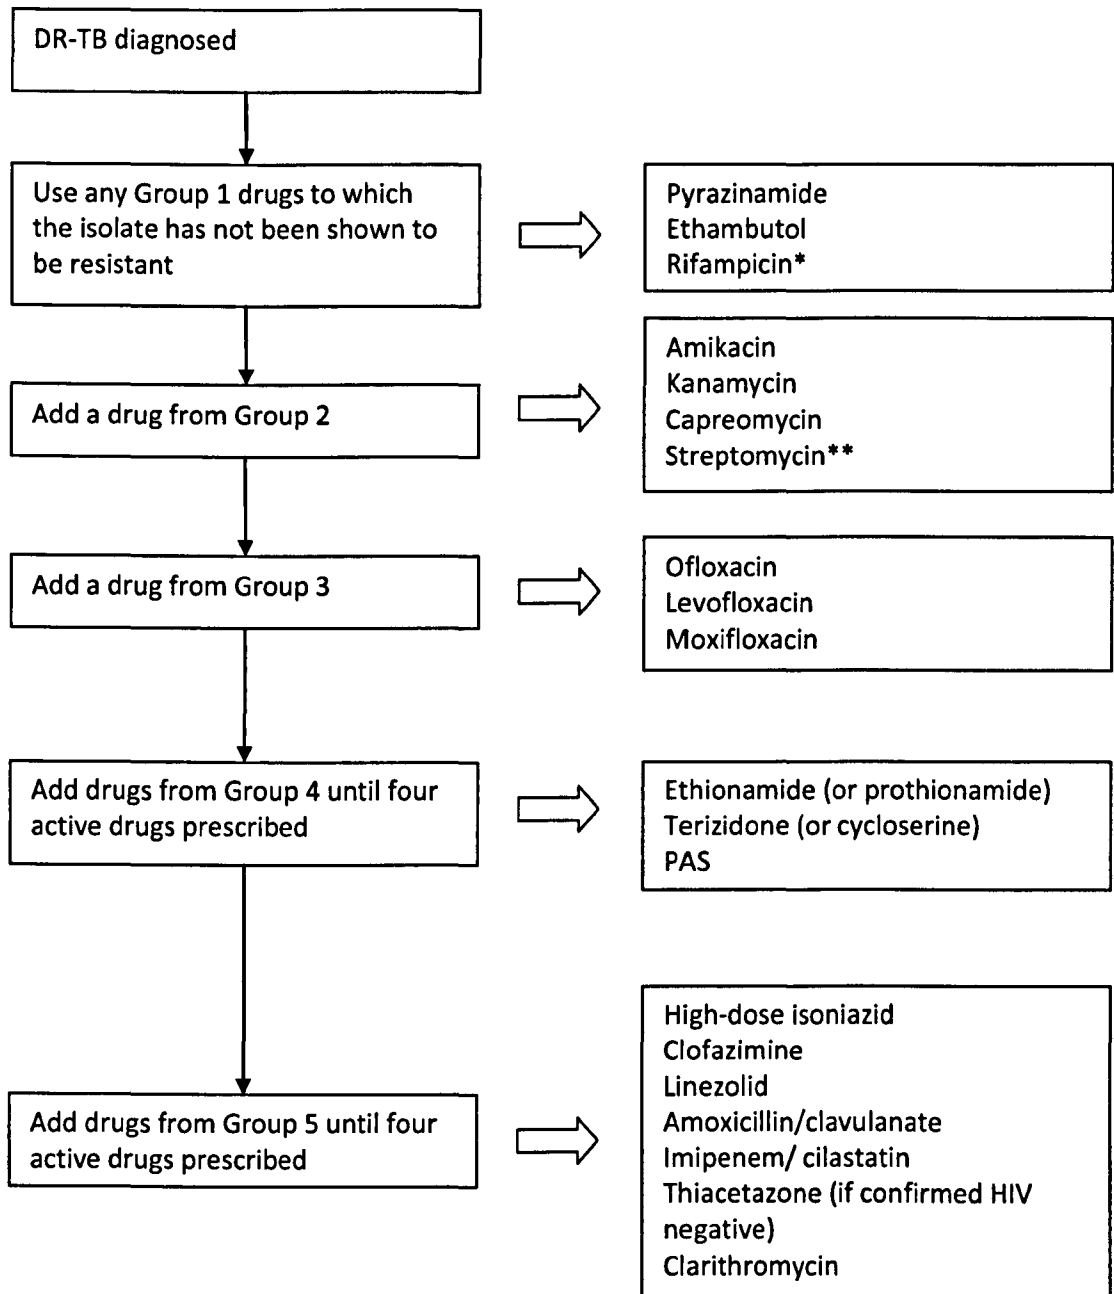 DR-TB diagnosed
Use any Group 1 drugs to which
the isolate has not been shown to
be resistant
Pyrazinamide
Ethambutol
Rifampicin*
Add a drug from Group 2
Amikacin
Kanamycin
Capreomycin
Streptomycin**
Add a drug from Group 3
Ofloxacin
Levofloxacin
Moxifloxacin
Add drugs from Group 4 until four
active drugs prescribed
Ethionamide (or prothionamide)
Terizidone (or cycloserine)
PAS
Add drugs from Group 5 until four
active drugs prescribed
High-dose isoniazid
Clofazimine
Linezolid
Amoxicillin/clavulanate
Imipenem/ cilastatin
Thiacetazone (if confirmed HIV
negative)
Clarithromycin